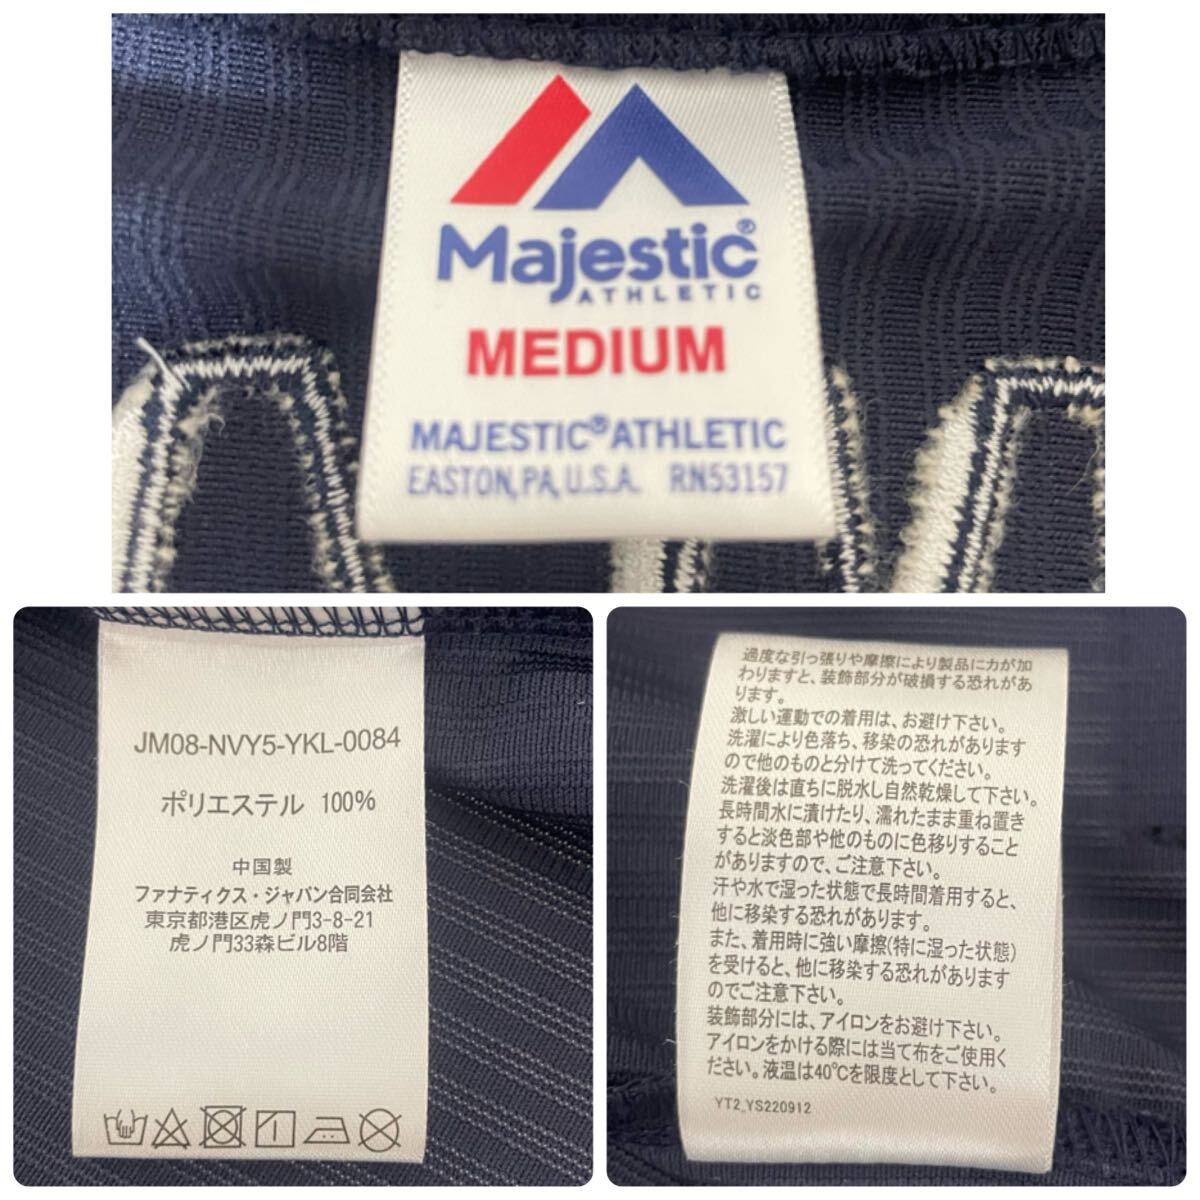 Majestic®
ATHLETIC
MEDIUM
MAJESTIC® ATHLETIC
EASTON, PA, U.S.A. RN53157
JM08-NVY5-YKL-0084
ポリエステル 100%
中国製
ファナティクス・ジャパン合同会社
東京都港区虎ノ門3-8-21
虎ノ門33森ビル8階
過度な引っ張りや摩擦により製品に力が加
わりますと、装飾部分が破損する恐れがあ
ります。
激しい運動での着用は、お避け下さい。
洗濯により色落ち、移染の恐れがあります
ので他のものと分けて洗ってください。
洗濯後は直ちに脱水し自然乾燥して下さい。
長時間水に漬けたり、濡れたまま重ね置き
すると淡色部や他のものに色移りすること
がありますので、ご注意下さい。
汗や水で湿った状態で長時間着用すると、
他に移染する恐れがあります。
また、着用時に強い摩擦(特に湿った状態)
を受けると、他に移染する恐れがあります
のでご注意下さい。
装飾部分には、アイロンをお避け下さい。
アイロンをかける際には当て布をご使用く
ださい。液温は40℃を限度として下さい。
YT2_YS220912